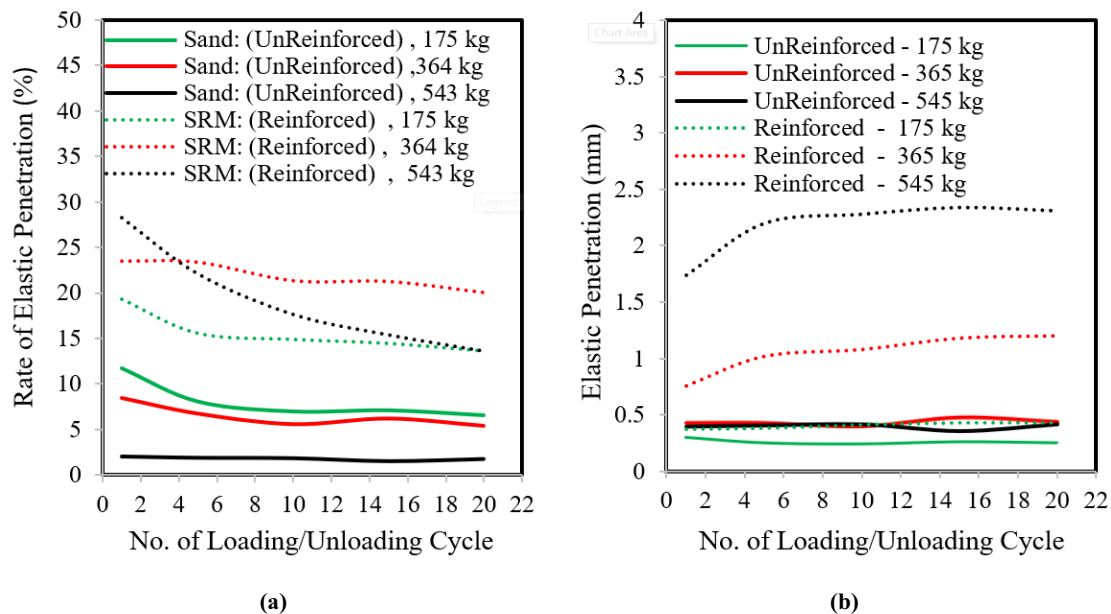 50
45
40
35
30
25
20
15
10
5
0
Rate of Elastic Penetration (%)
Sand: (UnReinforced) , 175 kg
Sand: (UnReinforced) ,364 kg
Sand: (UnReinforced) , 543 kg
SRM: (Reinforced) , 175 kg
SRM: (Reinforced) , 364 kg
SRM: (Reinforced) , 543 kg
Legend
0 2 4 6 8 10 12 14 16 18 20 22
No. of Loading/Unloading Cycle
(a)
4
3.5
3
2.5
2
1.5
1
0.5
0
Elastic Penetration (mm)
Chart Area
UnReinforced - 175 kg
UnReinforced - 365 kg
UnReinforced - 545 kg
Reinforced - 175 kg
Reinforced - 365 kg
Reinforced - 545 kg
0 2 4 6 8 10 12 14 16 18 20 22
No. of Loading/Unloading Cycle
(b)